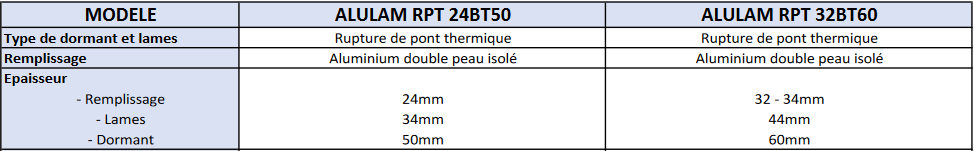 MODELE ALULAM RPT 24BT50 ALULAM RPT 32BT60
Type de dormant et lames Rupture de pont thermique Rupture de pont thermique
Remplissage Aluminium double peau isolé Aluminium double peau isolé
Epaisseur
- Remplissage 24mm 32 - 34mm
- Lames 34mm 44mm
- Dormant 50mm 60mm